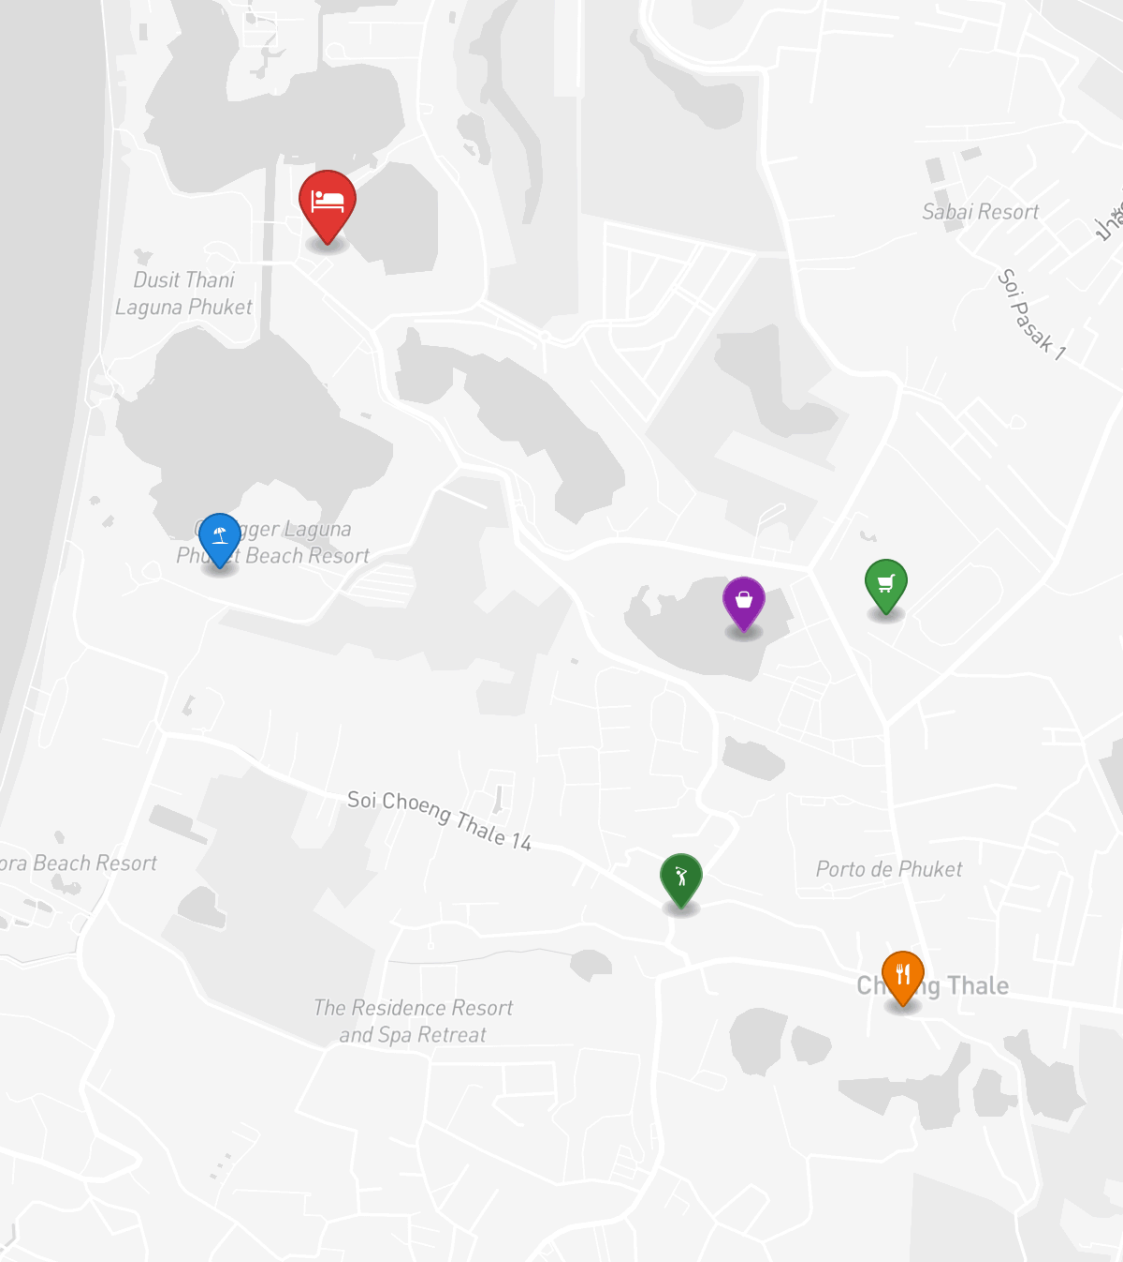 Sabai Resort
Dusit Thani
Laguna Phuket
Soi Pasak 1
Laguna
Beach Resort
Soi Choeng Thale 14
ora Beach Resort
Porto de Phuket
Thale
The Residence Resort
and Spa Retreat